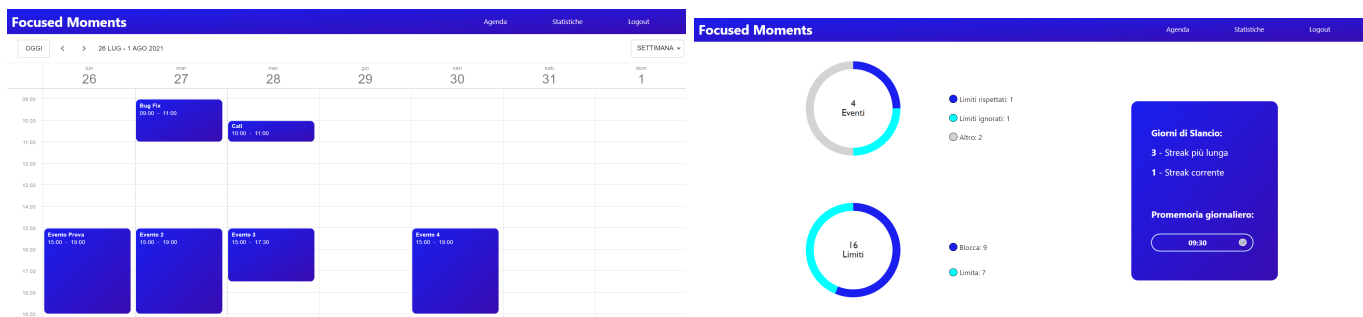 Focused Moments
Agenda Statistiche Logout
OGGI 26 LUG - 1 AGO 2021 SETTIMANA
lun mar mer gio ven sab dom
26 27 28 29 30 31 1
09:00
10:00
11:00
12:00
13:00
14:00
15:00
16:00
17:00
18:00
19:00
Bug Fix
09:00 - 11:00
Call
10:00 - 11:00
Evento Prova
15:00 - 19:00
Evento 2
15:00 - 19:00
Evento 3
15:00 - 17:30
Evento 4
15:00 - 19:00
Focused Moments
Agenda Statistiche Logout
4
Eventi
Limiti rispettati: 1
Limiti ignorati: 1
Altro: 2
16
Limiti
Blocca: 9
Limita: 7
Giorni di Slancio:
3 - Streak più lunga
1 - Streak corrente
Promemoria giornaliero:
09:30